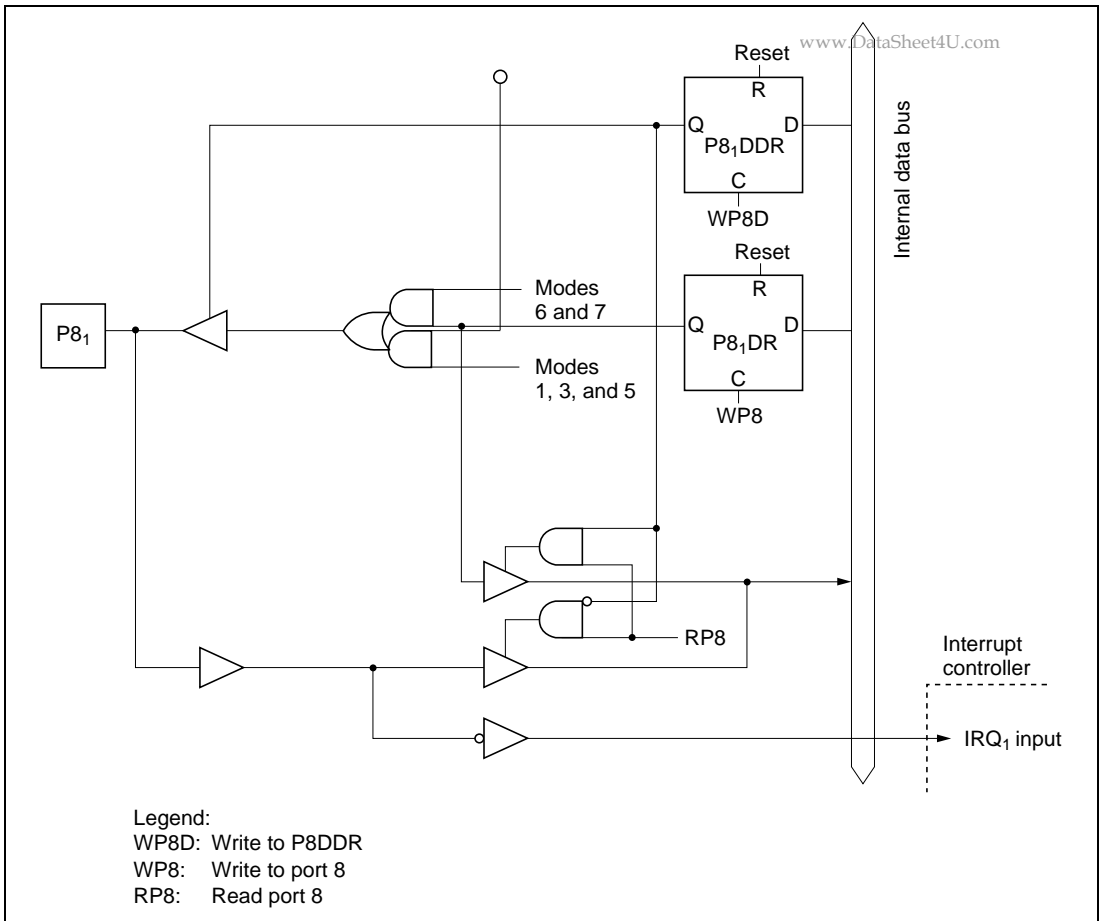 www.DataSheet4U.com
Reset
R
Q
D
P8₁DDR
C
WP8D
Internal data bus
Reset
R
Q
D
P8₁DR
C
WP8
Modes
6 and 7
P8₁
Modes
1, 3, and 5
RP8
Interrupt
controller
IRQ₁ input
Legend:
WP8D: Write to P8DDR
WP8: Write to port 8
RP8: Read port 8